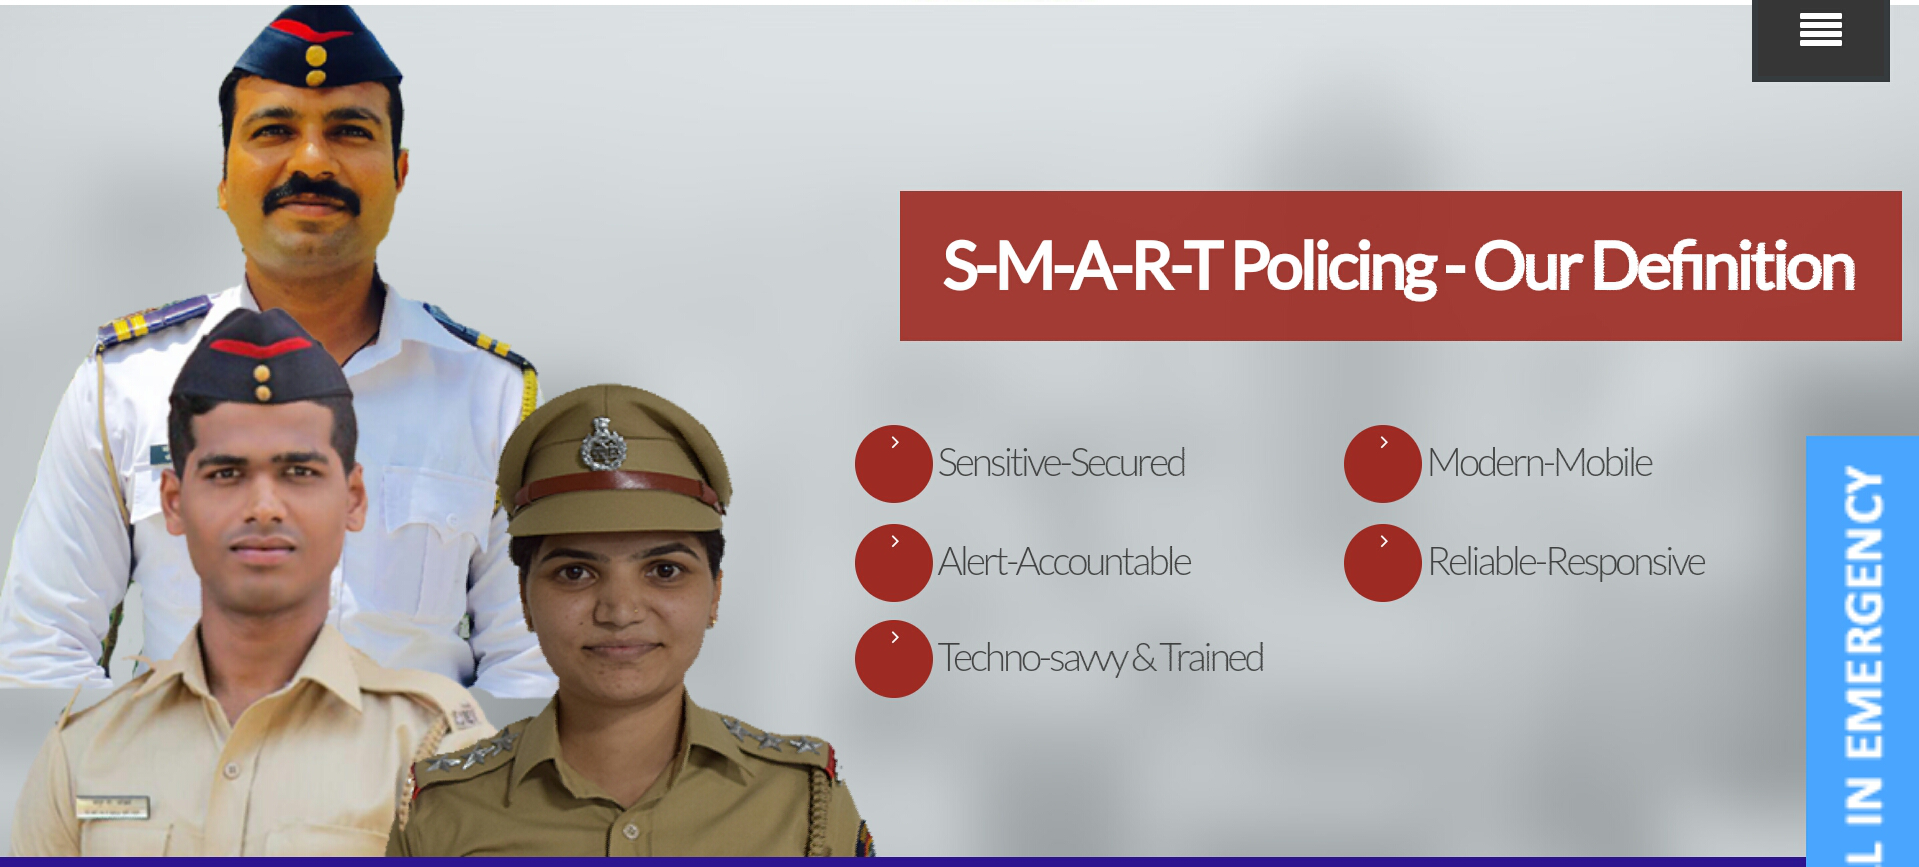 S-M-A-R-T Policing - Our Definition
Sensitive-Secured
Modern-Mobile
Alert-Accountable
Reliable-Responsive
Techno-savvy & Trained
L IN EMERGENCY